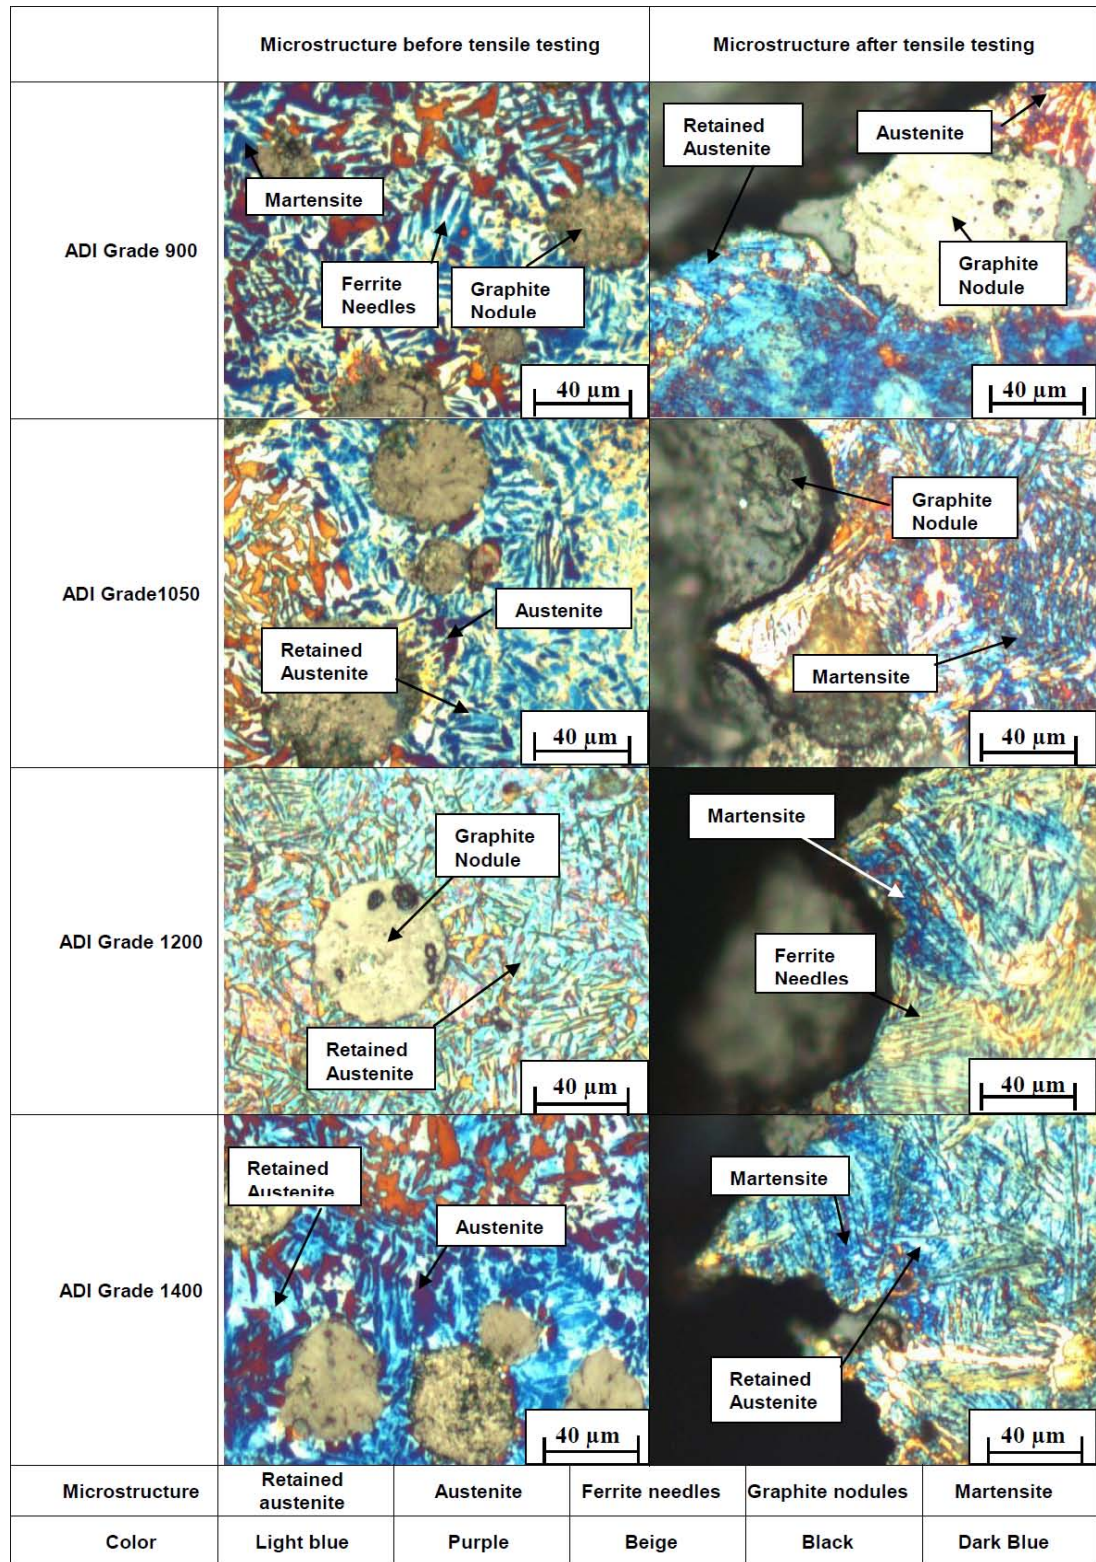 Microstructure before tensile testing
Microstructure after tensile testing
ADI Grade 900
Martensite
Ferrite
Needles
Graphite
Nodule
40 µm
Retained
Austenite
Austenite
Graphite
Nodule
40 µm
ADI Grade1050
Austenite
Retained
Austenite
40 µm
Graphite
Nodule
Martensite
40 µm
ADI Grade 1200
Graphite
Nodule
Retained
Austenite
40 µm
Martensite
Ferrite
Needles
40 µm
ADI Grade 1400
Retained
Austenite
Austenite
40 µm
Martensite
Retained
Austenite
40 µm
Microstructure
Retained
austenite
Austenite
Ferrite needles
Graphite nodules
Martensite
Color
Light blue
Purple
Beige
Black
Dark Blue